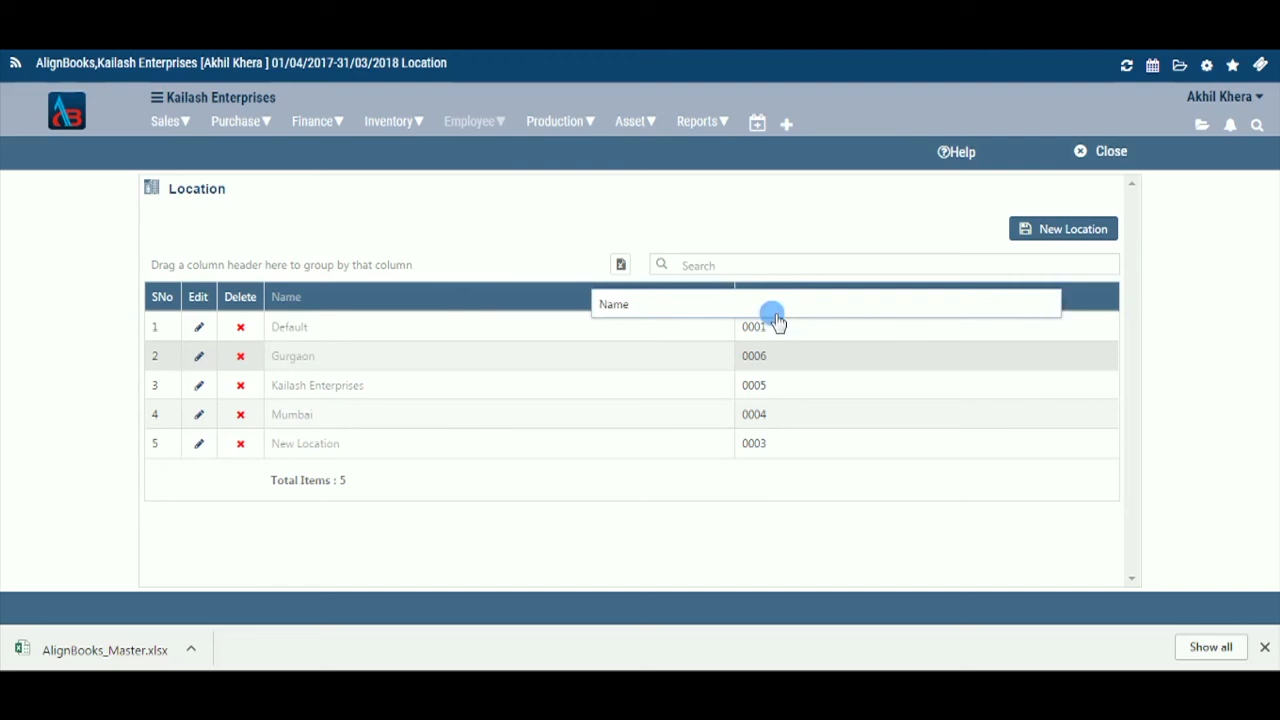 AlignBooks,Kailash Enterprises [Akhil Khera ] 01/04/2017-31/03/2018 Location
Kailash Enterprises
Akhil Khera
Sales Purchase Finance Inventory Employee Production Asset Reports
Help Close
Location
New Location
Drag a column header here to group by that column
Search
SNo Edit Delete Name
Name
1 Default 0001
2 Gurgaon 0006
3 Kailash Enterprises 0005
4 Mumbai 0004
5 New Location 0003
Total Items : 5
AlignBooks_Master.xlsx
Show all